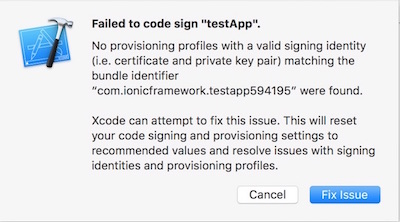 Failed to code sign "testApp".
No provisioning profiles with a valid signing identity
(i.e. certificate and private key pair) matching the
bundle identifier
“com.ionicframework.testapp594195” were found.
Xcode can attempt to fix this issue. This will reset
your code signing and provisioning settings to
recommended values and resolve issues with signing
identities and provisioning profiles.
Cancel
Fix Issue